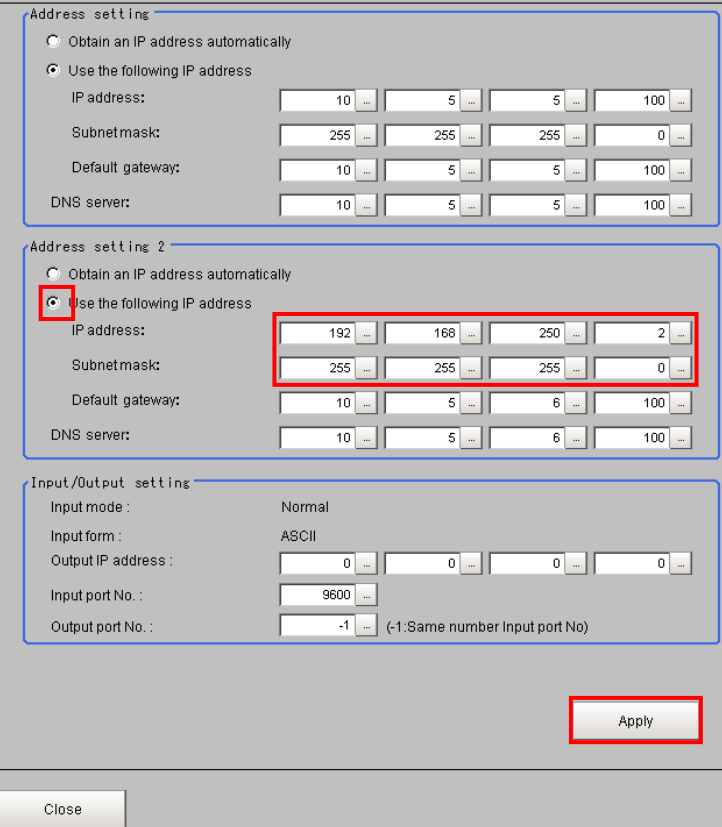 Address setting
Obtain an IP address automatically
Use the following IP address
IP address: 10 ... 5 ... 5 ... 100 ...
Subnet mask: 255 ... 255 ... 255 ... 0 ...
Default gateway: 10 ... 5 ... 5 ... 100 ...
DNS server: 10 ... 5 ... 5 ... 100 ...
Address setting 2
Obtain an IP address automatically
Use the following IP address
IP address: 192 ... 168 ... 250 ... 2 ...
Subnet mask: 255 ... 255 ... 255 ... 0 ...
Default gateway: 10 ... 5 ... 6 ... 100 ...
DNS server: 10 ... 5 ... 6 ... 100 ...
Input/Output setting
Input mode : Normal
Input form : ASCII
Output IP address : 0 ... 0 ... 0 ... 0 ...
Input port No. : 9600 ...
Output port No. : -1 ... (-1:Same number Input port No)
Apply
Close